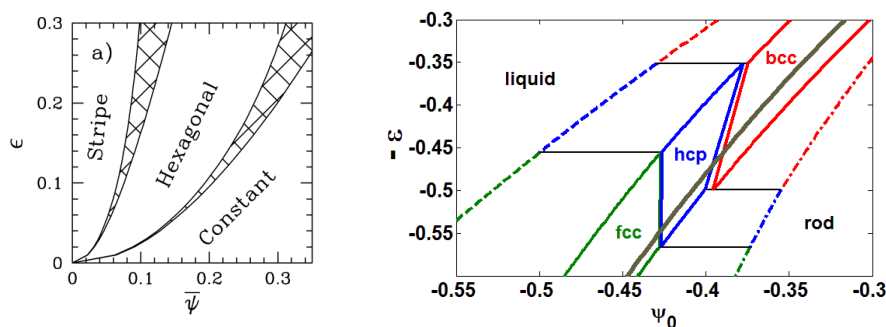 a)
Stripe
Hexagonal
Constant
ϵ
0.3
0.2
0.1
0
0
0.1
0.2
0.3
ψ̅
liquid
bcc
hcp
fcc
rod
- ε
-0.3
-0.35
-0.4
-0.45
-0.5
-0.55
-0.55
-0.5
-0.45
-0.4
-0.35
-0.3
ψ₀